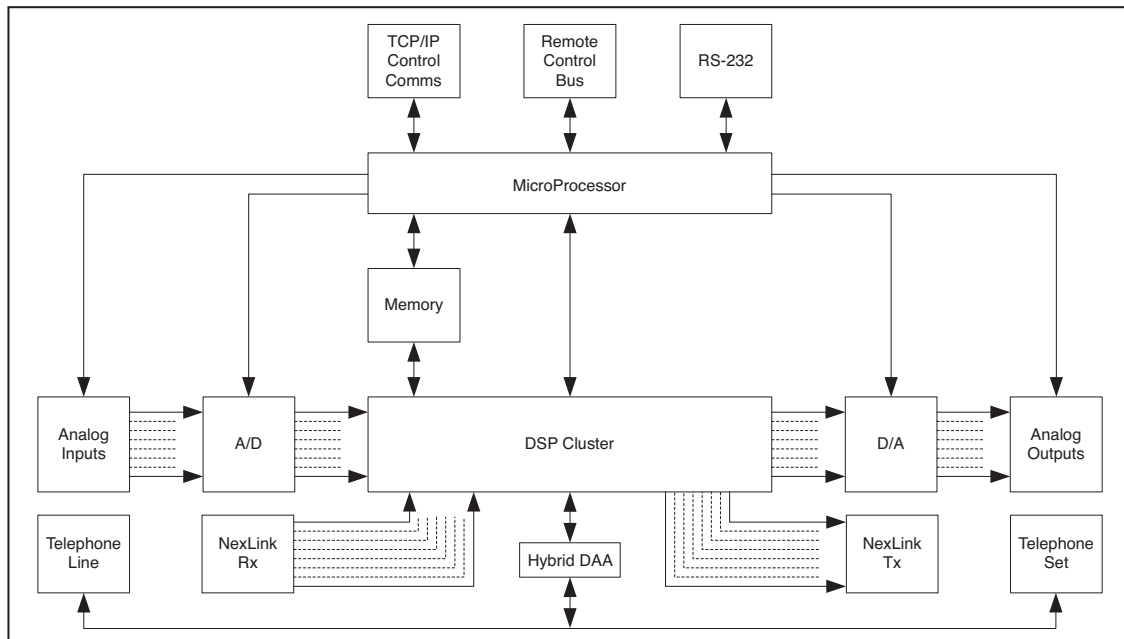 TCP/IP
Control
Comms
Remote
Control
Bus
RS-232
MicroProcessor
Memory
Analog
Inputs
A/D
DSP Cluster
D/A
Analog
Outputs
Telephone
Line
NexLink
Rx
Hybrid DAA
NexLink
Tx
Telephone
Set